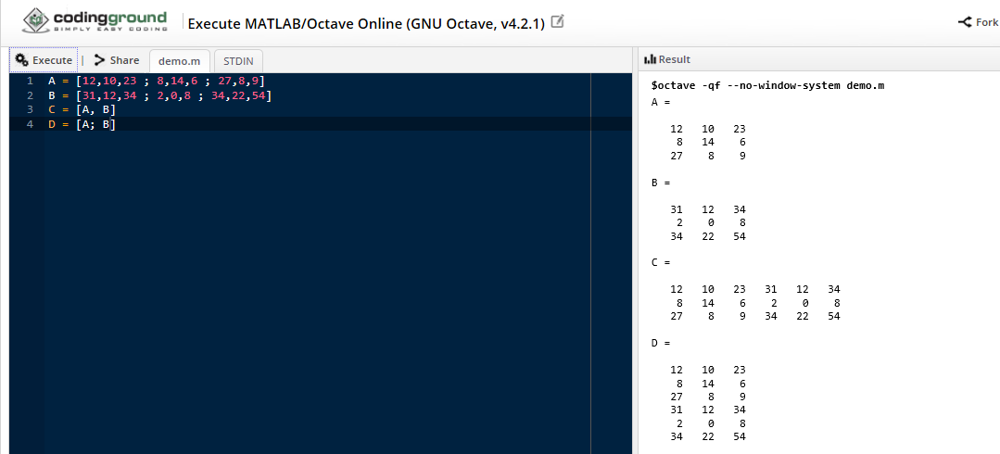 codingground
SIMPLY EASY CODING
Execute MATLAB/Octave Online (GNU Octave, v4.2.1)
Fork
Execute | Share demo.m STDIN
1 A = [12,10,23 ; 8,14,6 ; 27,8,9]
2 B = [31,12,34 ; 2,0,8 ; 34,22,54]
3 C = [A, B]
4 D = [A; B]
Result
$octave -qf --no-window-system demo.m
A =
12 10 23
8 14 6
27 8 9
B =
31 12 34
2 0 8
34 22 54
C =
12 10 23 31 12 34
8 14 6 2 0 8
27 8 9 34 22 54
D =
12 10 23
8 14 6
27 8 9
31 12 34
2 0 8
34 22 54